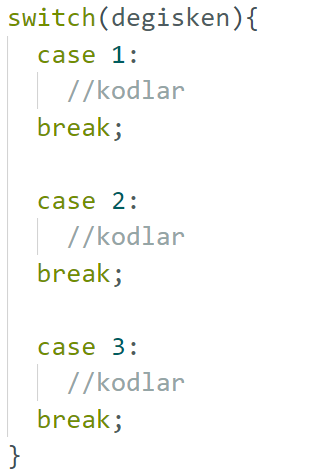 switch(degisken){
case 1:
//kodlar
break;
case 2:
//kodlar
break;
case 3:
//kodlar
break;
}